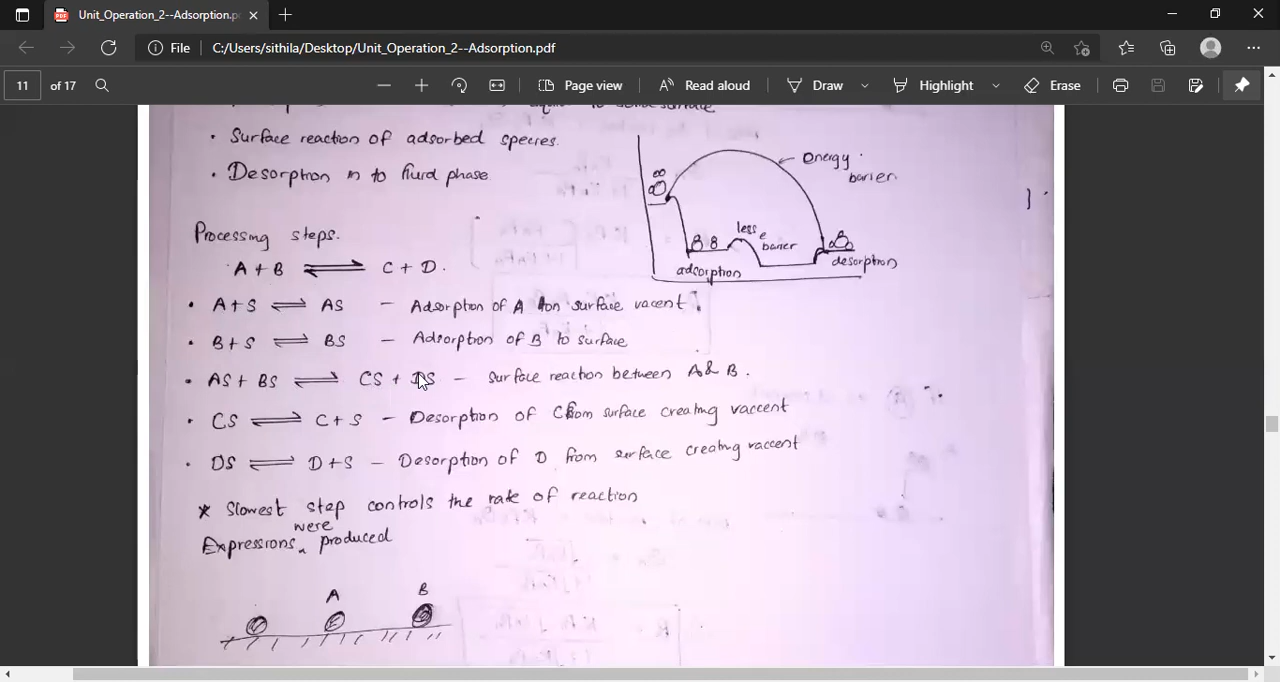 Unit_Operation_2--Adsorption.p
File C:/Users/sithila/Desktop/Unit_Operation_2--Adsorption.pdf
11 of 17 Page view Read aloud Draw Highlight Erase
to surface
• Surface reaction of adsorbed species.
• Desorption in to fluid phase
energy barier
less e barier
adsorption
desorption
Processing steps.
A + B ⇌ C + D.
• A + S ⇌ AS – Adsorption of A on surface vacent
• B + S ⇌ BS – Adsorption of B to surface
• AS + BS ⇌ CS + DS – Surface reaction between A & B.
• CS ⇌ C + S – Desorption of C from surface creating vaccent
• DS ⇌ D + S – Desorption of D from surface creating vaccent
* Slowest step controls the rate of reaction
Expressions were produced
A B